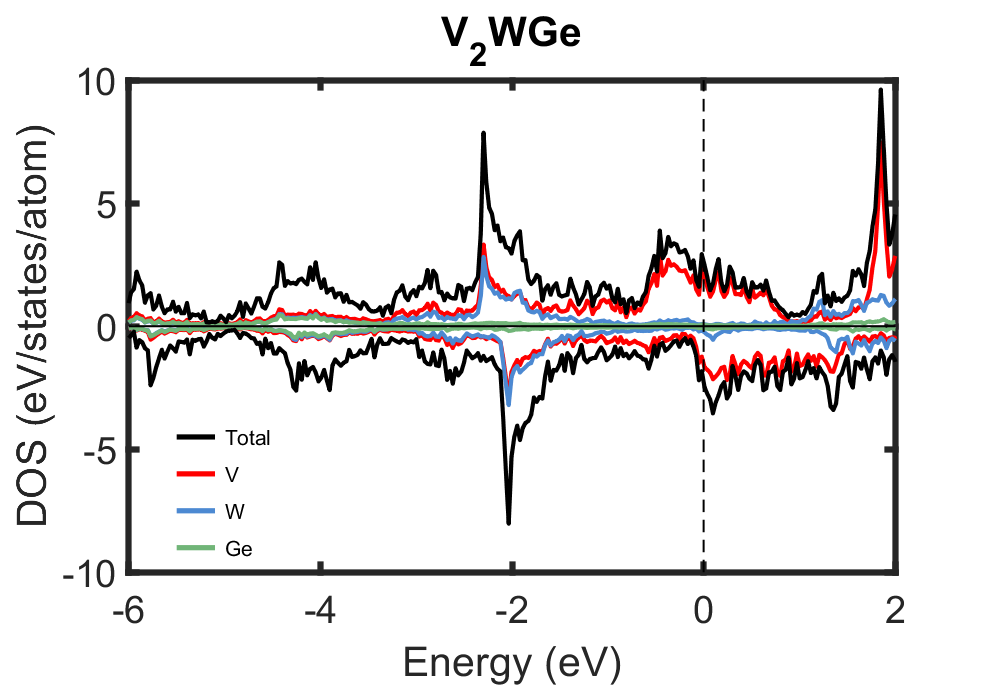 V₂WGe
10
5
0
-5
-10
DOS (eV/states/atom)
Total
V
W
Ge
-6 -4 -2 0 2
Energy (eV)